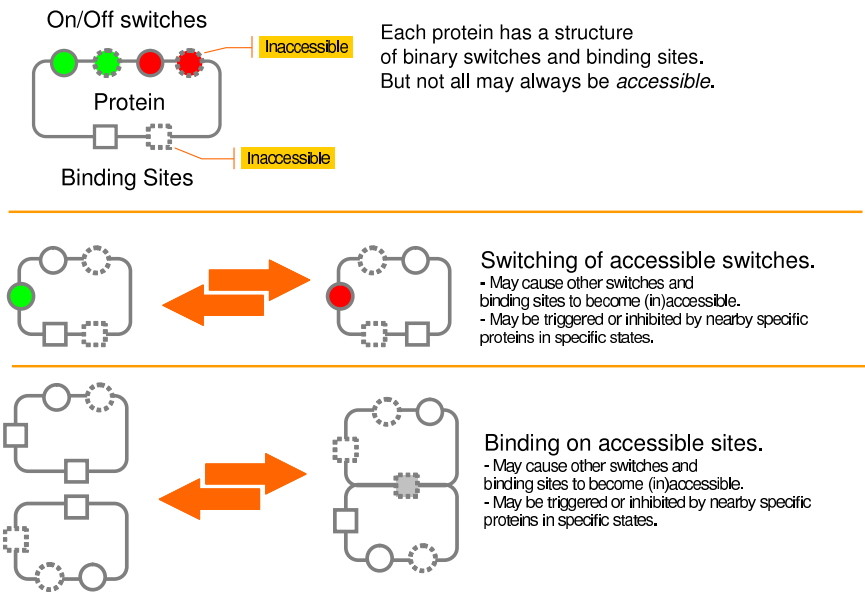 On/Off switches
Inaccessible
Each protein has a structure
of binary switches and binding sites.
But not all may always be accessible.
Protein
Inaccessible
Binding Sites
Switching of accessible switches.
- May cause other switches and
binding sites to become (in)accessible.
- May be triggered or inhibited by nearby specific
proteins in specific states.
Binding on accessible sites.
- May cause other switches and
binding sites to become (in)accessible.
- May be triggered or inhibited by nearby specific
proteins in specific states.